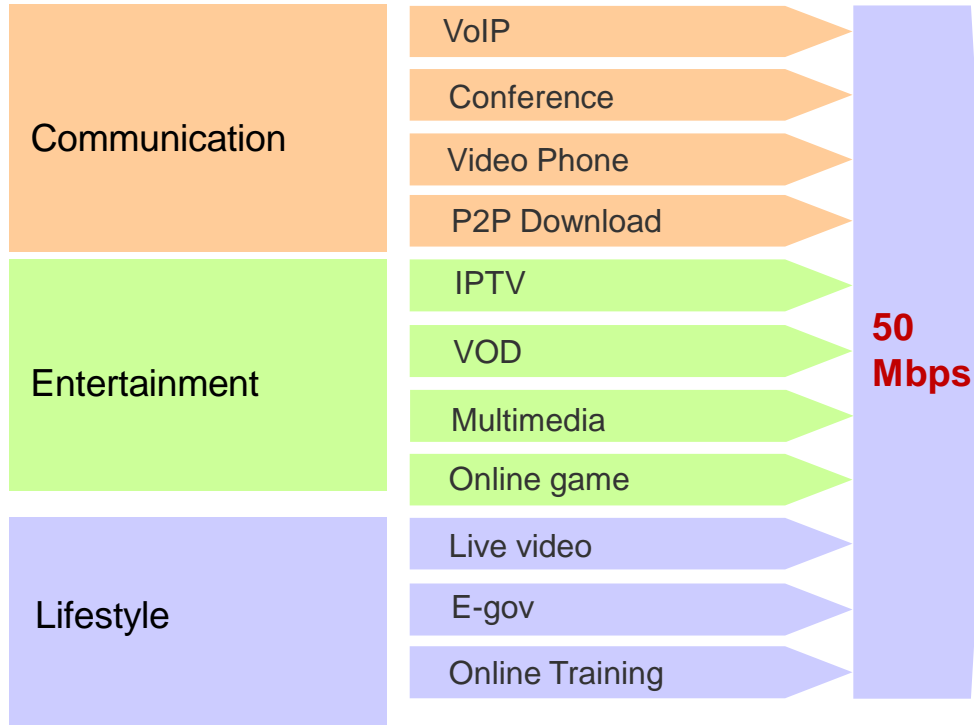 Communication
VoIP
Conference
Video Phone
P2P Download
Entertainment
IPTV
VOD
Multimedia
Online game
Lifestyle
Live video
E-gov
Online Training
50
Mbps